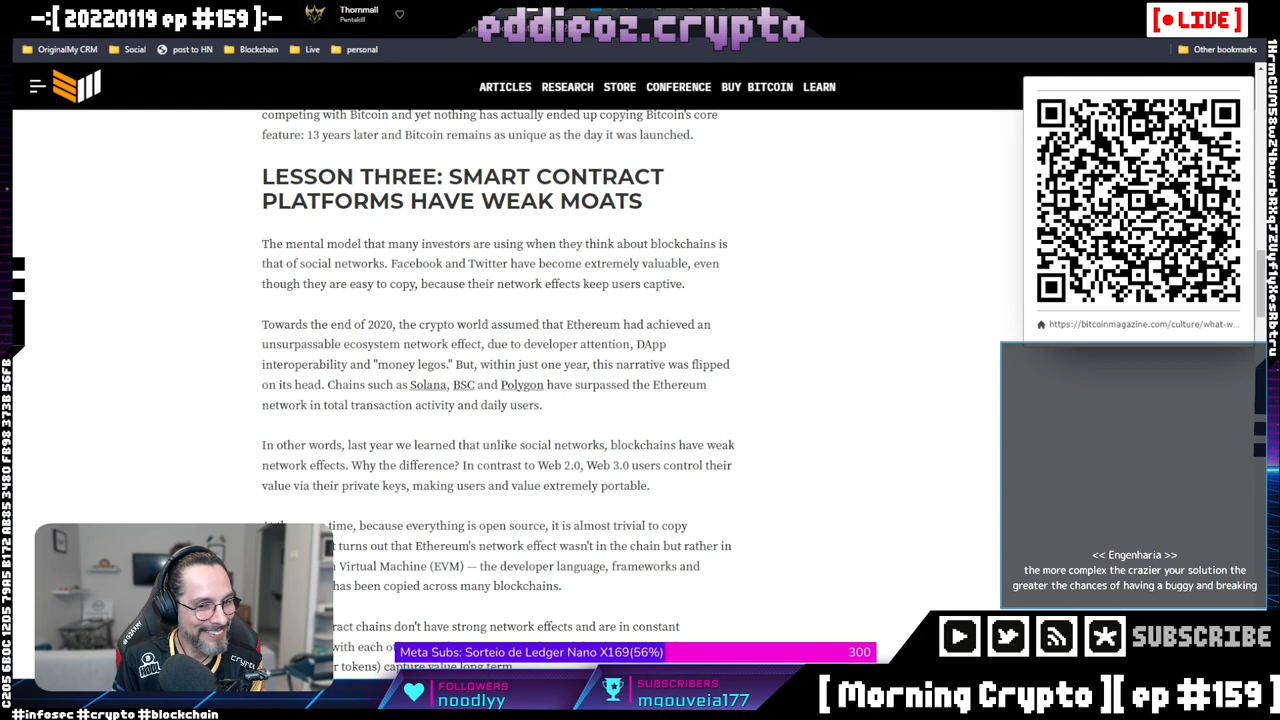 -:[ 20220119 ep #159 ]:-
Thornmail
Pentakill
eddieoz.crypto
[ LIVE ]
OriginalMy CRM
Social
post to HN
Blockchain
Live
personal
Other bookmarks
ARTICLES RESEARCH STORE CONFERENCE BUY BITCOIN LEARN
competing with Bitcoin and yet nothing has actually ended up copying Bitcoin's core
feature: 13 years later and Bitcoin remains as unique as the day it was launched.
LESSON THREE: SMART CONTRACT
PLATFORMS HAVE WEAK MOATS
The mental model that many investors are using when they think about blockchains is
that of social networks. Facebook and Twitter have become extremely valuable, even
though they are easy to copy, because their network effects keep users captive.
Towards the end of 2020, the crypto world assumed that Ethereum had achieved an
unsurpassable ecosystem network effect, due to developer attention, DApp
interoperability and "money legos." But, within just one year, this narrative was flipped
on its head. Chains such as Solana, BSC and Polygon have surpassed the Ethereum
network in total transaction activity and daily users.
In other words, last year we learned that unlike social networks, blockchains have weak
network effects. Why the difference? In contrast to Web 2.0, Web 3.0 users control their
value via their private keys, making users and value extremely portable.
time, because everything is open source, it is almost trivial to copy
turns out that Ethereum's network effect wasn't in the chain but rather in
Virtual Machine (EVM) — the developer language, frameworks and
has been copied across many blockchains.
chains don't have strong network effects and are in constant
with each
tokens) capture value long term.
https://bitcoinmagazine.com/culture/what-w...
<< Engenharia >>
the more complex the crazier your solution the
greater the chances of having a buggy and breaking
Meta Subs: Sorteio de Ledger Nano X169(56%)
300
FOLLOWERS
noodlyy
SUBSCRIBERS
mgouveia177
SUBSCRIBE
[ Morning Crypto ][ ep #159 ]
#infosec #crypto #blockchain
C205 5B0C 12D5 79A5 B172 AB85 3480 FB98 373B 56FB